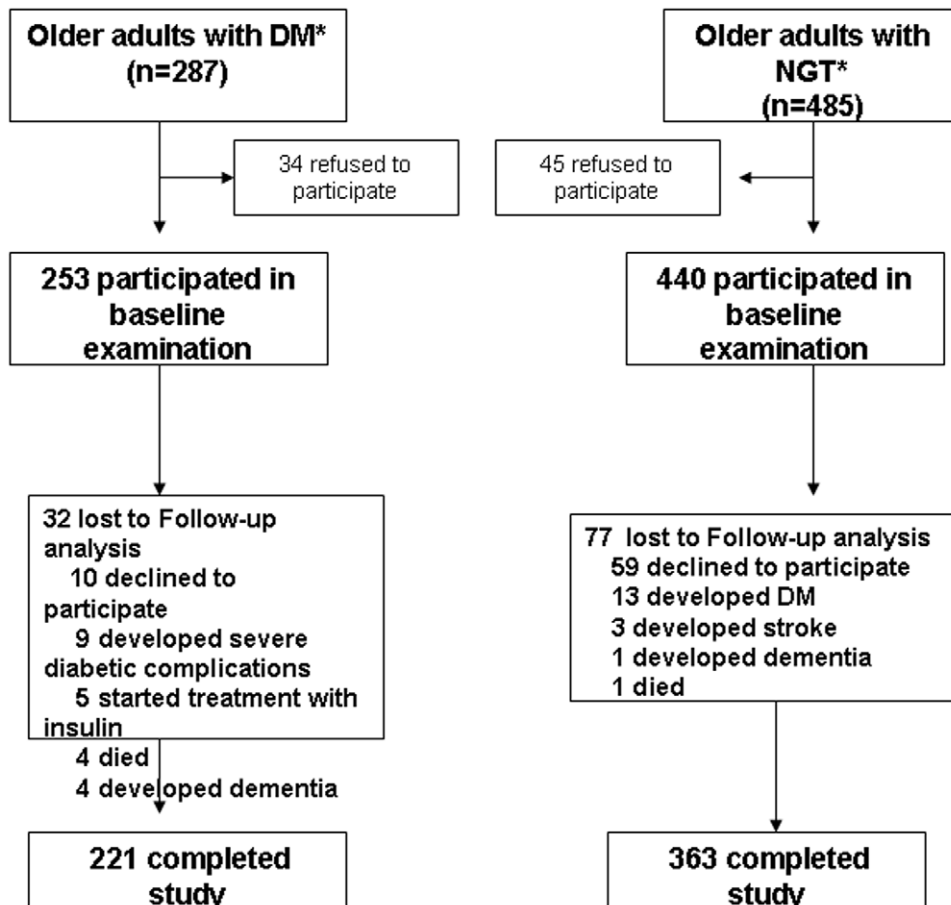 Older adults with DM*
(n=287)
34 refused to
participate
253 participated in
baseline
examination
32 lost to Follow-up
analysis
10 declined to
participate
9 developed severe
diabetic complications
5 started treatment with
insulin
4 died
4 developed dementia
221 completed
study
Older adults with
NGT*
(n=485)
45 refused to
participate
440 participated in
baseline
examination
77 lost to Follow-up analysis
59 declined to participate
13 developed DM
3 developed stroke
1 developed dementia
1 died
363 completed
study